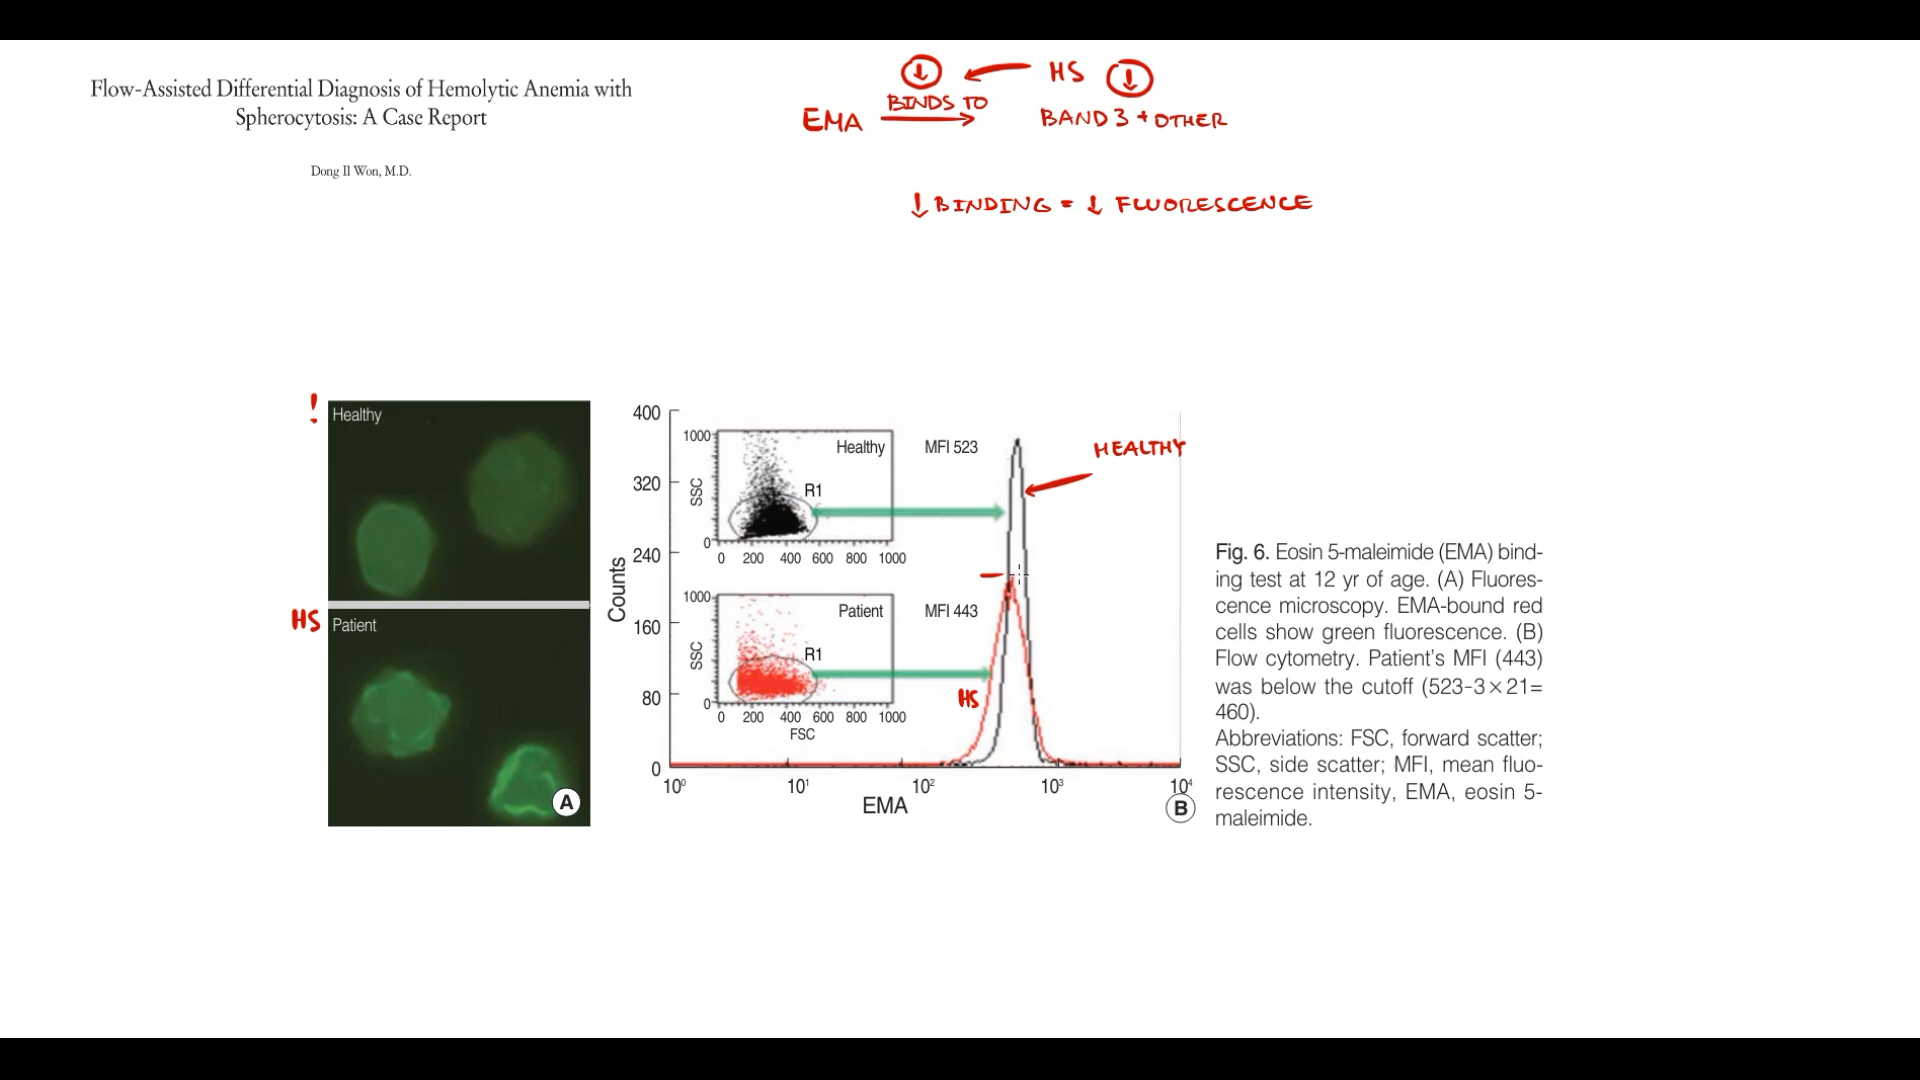 Flow-Assisted Differential Diagnosis of Hemolytic Anemia with
Spherocytosis: A Case Report
Dong Il Won, M.D.
↓ HS ↓
BINDS TO
EMA BAND 3 + OTHER
↓ BINDING = ↓ FLUORESCENCE
!
Healthy
HS
Patient
A
400
320
240
160
80
0
Counts
1000
SSC
0
Healthy
R1
0 200 400 600 800 1000
MFI 523
HEALTHY
1000
SSC
0
Patient
R1
0 200 400 600 800 1000
FSC
MFI 443
HS
10⁰ 10¹ 10² 10³ 10⁴
EMA
B
Fig. 6. Eosin 5-maleimide (EMA) bind-
ing test at 12 yr of age. (A) Fluores-
cence microscopy. EMA-bound red
cells show green fluorescence. (B)
Flow cytometry. Patient's MFI (443)
was below the cutoff (523-3×21=
460).
Abbreviations: FSC, forward scatter;
SSC, side scatter; MFI, mean fluo-
rescence intensity, EMA, eosin 5-
maleimide.